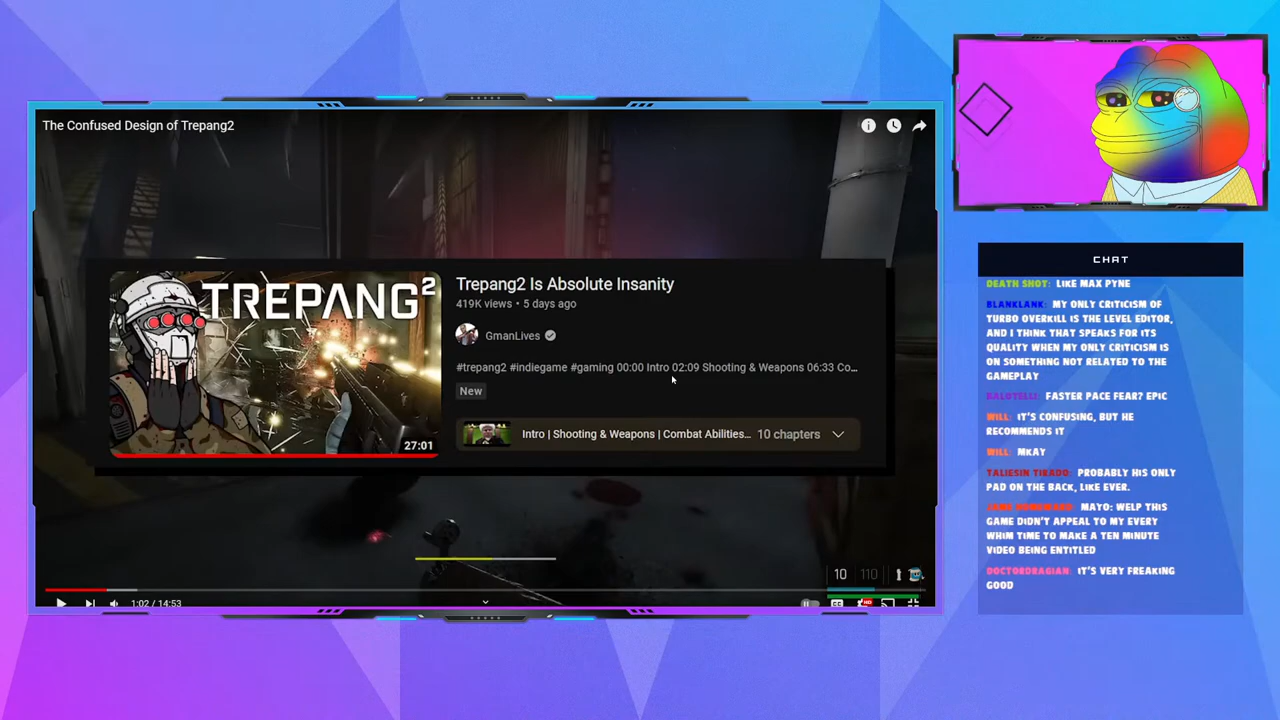 The Confused Design of Trepang2
TREPANG²
27:01
Trepang2 Is Absolute Insanity
419K views • 5 days ago
GmanLives
#trepang2 #indiegame #gaming 00:00 Intro 02:09 Shooting & Weapons 06:33 Co...
New
Intro | Shooting & Weapons | Combat Abilities... 10 chapters
10 110
1:02 / 14:53
CHAT
DEATH SHOT: LIKE MAX PYNE
BLANKLANK: MY ONLY CRITICISM OF
TURBO OVERKILL IS THE LEVEL EDITOR,
AND I THINK THAT SPEAKS FOR ITS
QUALITY WHEN MY ONLY CRITICISM IS
ON SOMETHING NOT RELATED TO THE
GAMEPLAY
BALOTELLI: FASTER PACE FEAR? EPIC
WILL: IT'S CONFUSING, BUT HE
RECOMMENDS IT
WILL: MKAY
TALIESIN TIRADO: PROBABLY HIS ONLY
PAD ON THE BACK, LIKE EVER.
MAYO: WELP THIS
GAME DIDN'T APPEAL TO MY EVERY
WHIM TIME TO MAKE A TEN MINUTE
VIDEO BEING ENTITLED
DOCTORDRAGIAN: IT'S VERY FREAKING
GOOD